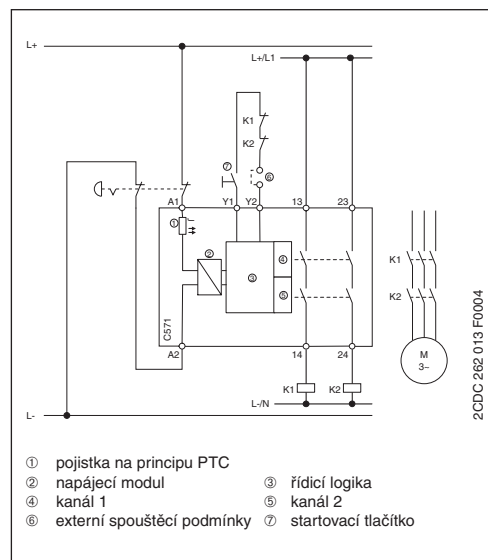 L+
L+/L1
K1
K2
⑦
⑥
A1 Y1 Y2 13 23
①
②
③
④
⑤
K1
K2
C571
A2 14 24
M
3~
K1 K2
L-/N
L-
2CDC 262 013 F0004
① pojistka na principu PTC
② napájecí modul ③ řídicí logika
④ kanál 1 ⑤ kanál 2
⑥ externí spouštěcí podmínky ⑦ startovací tlačítko